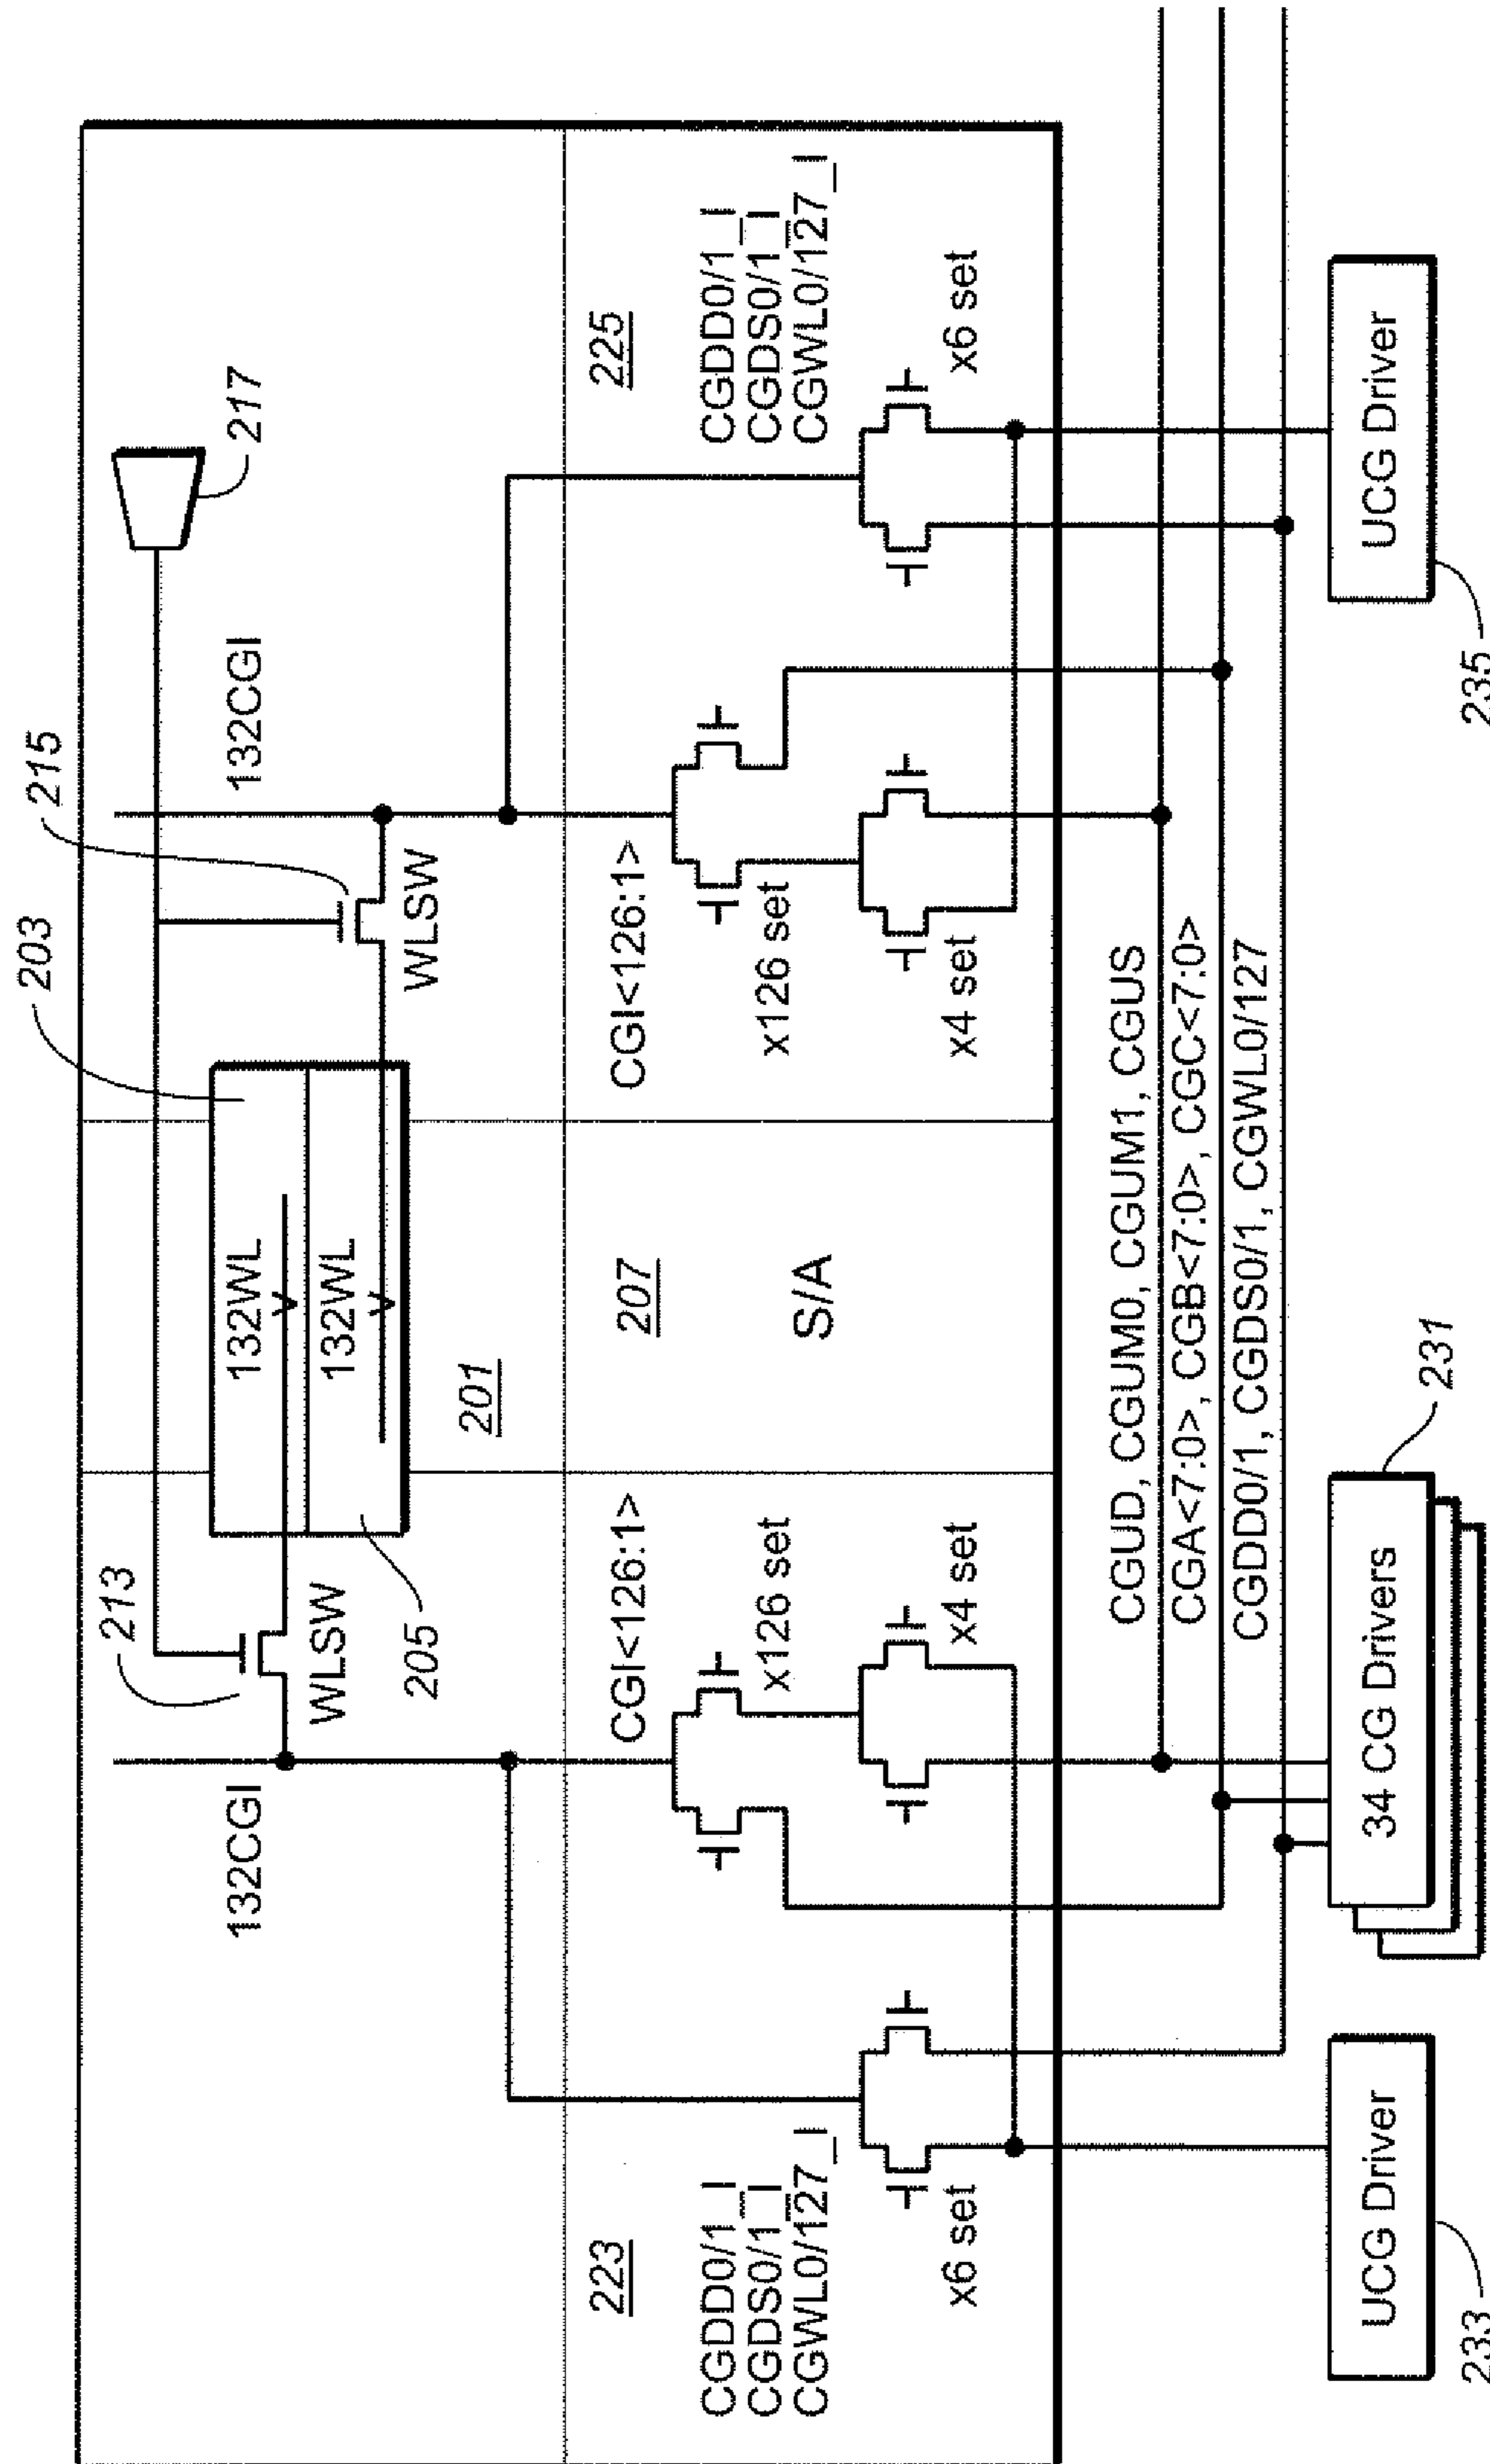 217
215
203
132CGI
132CGI
213
WLSW
WLSW
132WL
132WL
205
201
223
CGDD0/1_I
CGDS0/1_I
CGWL0/127_I
x6 set
CGI<126:1>
x126 set
x4 set
207
S/A
CGI<126:1>
x126 set
x4 set
225
CGDD0/1_I
CGDS0/1_I
CGWL0/127_I
x6 set
CGUD, CGUM0, CGUM1, CGUS
CGA<7:0>, CGB<7:0>, CGC<7:0>
CGDD0/1, CGDS0/1, CGWL0/127
231
UCG Driver
34 CG Drivers
UCG Driver
233
235